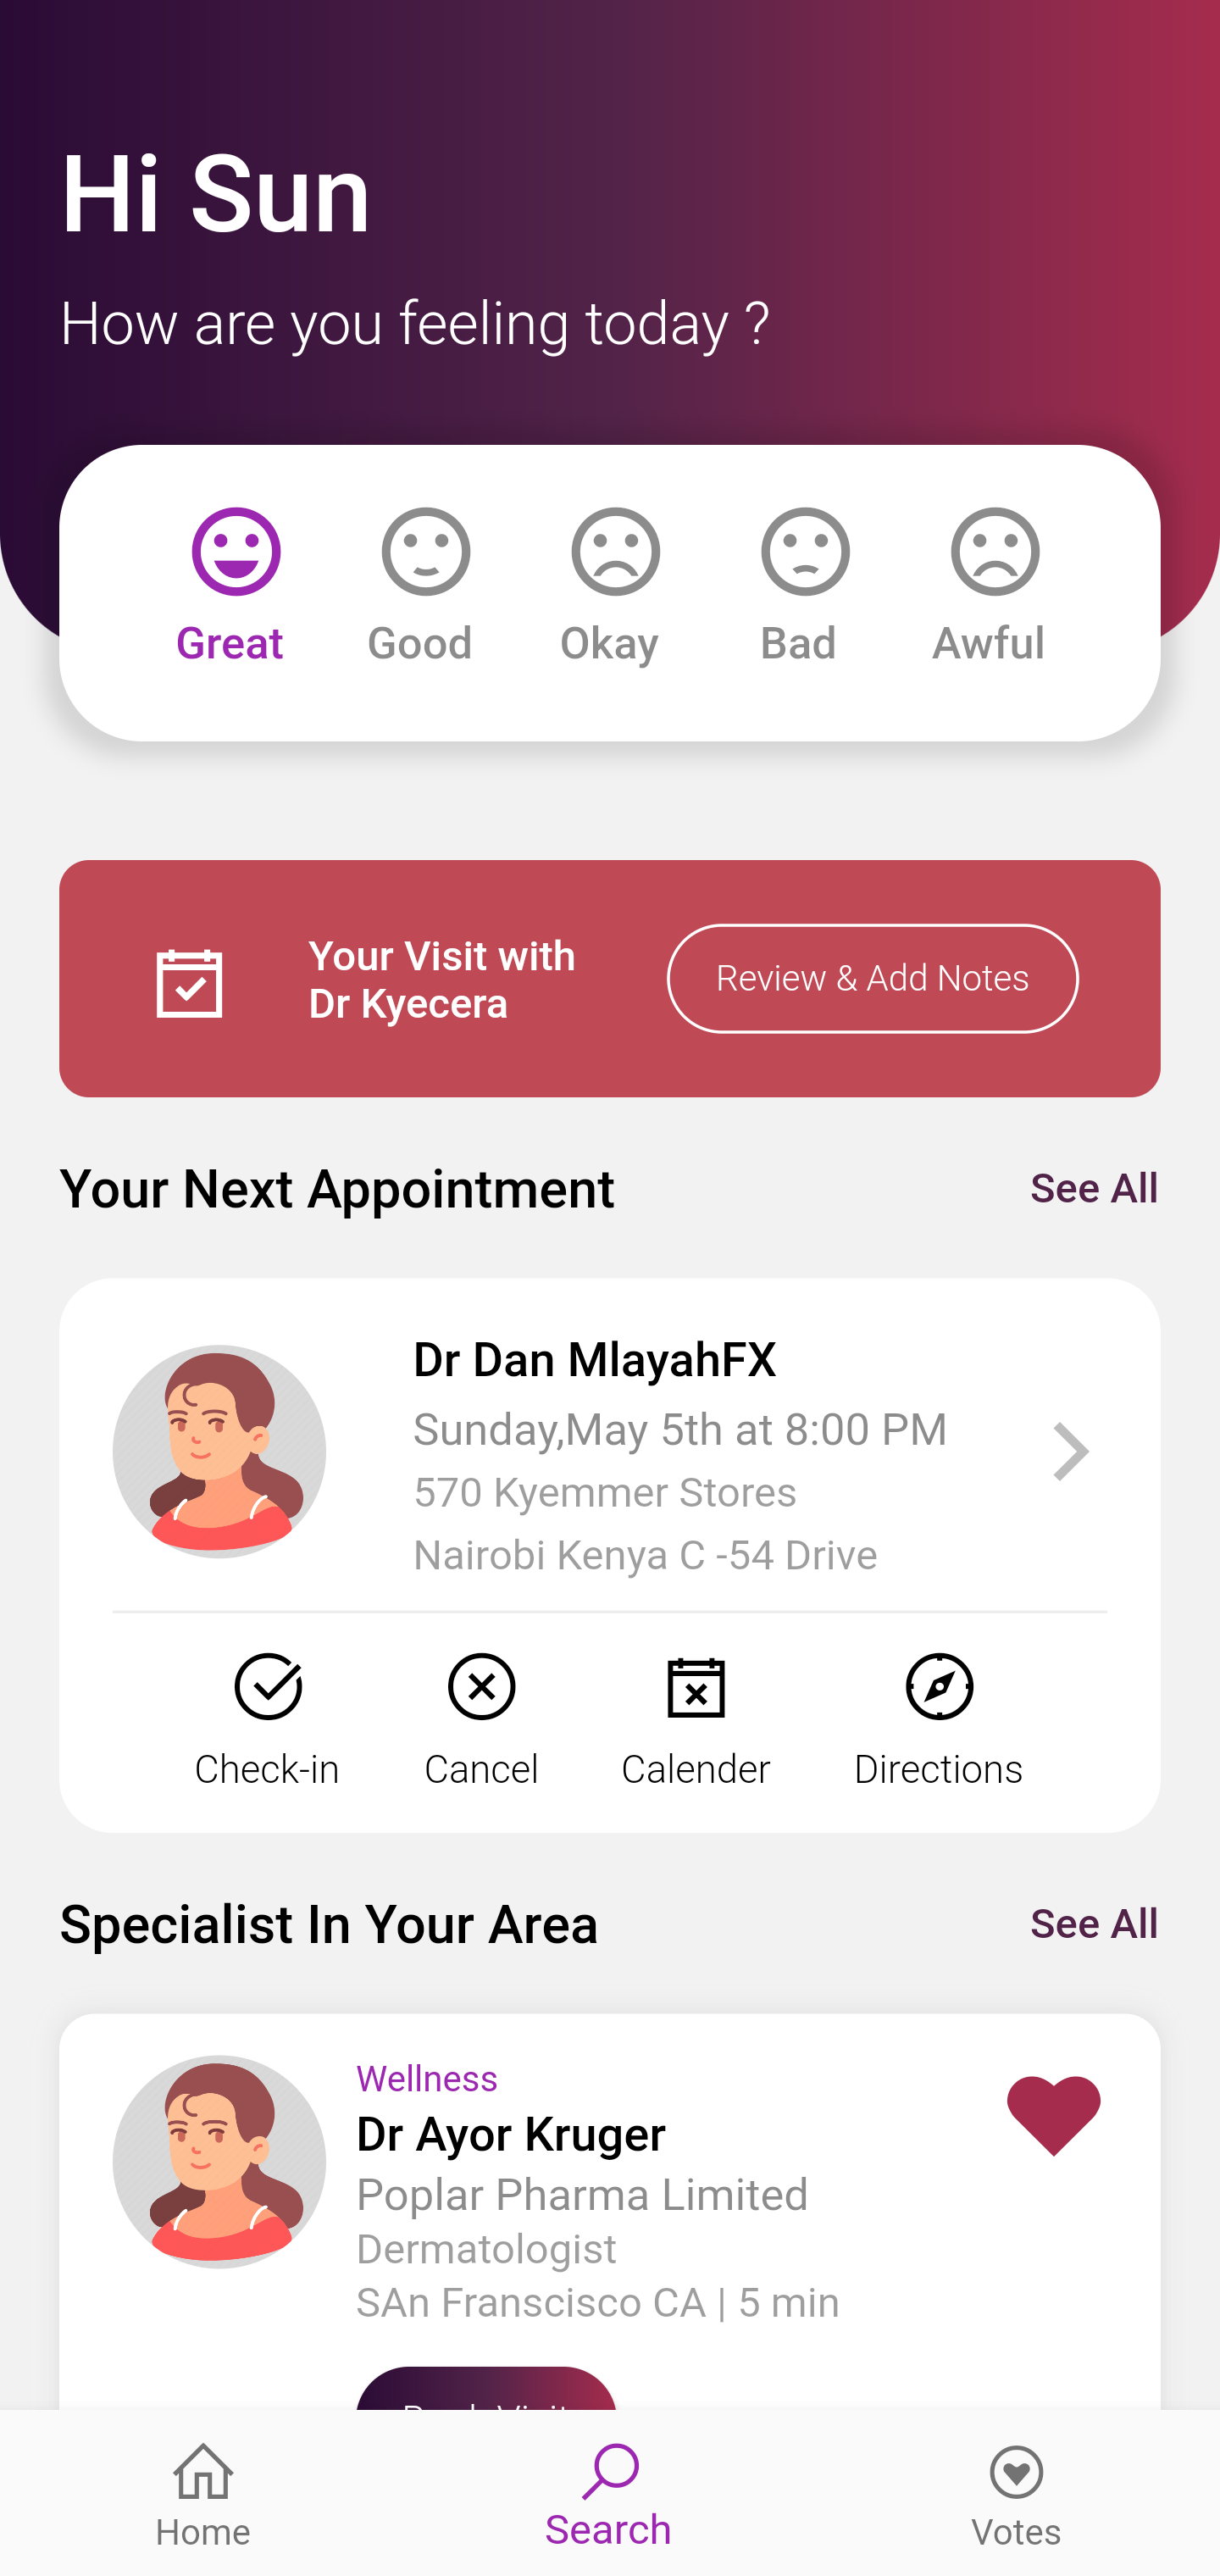 Hi Sun
How are you feeling today ?
Great Good Okay Bad Awful
Your Visit with
Dr Kyecera
Review & Add Notes
Your Next Appointment
See All
Dr Dan MlayahFX
Sunday,May 5th at 8:00 PM
570 Kyemmer Stores
Nairobi Kenya C -54 Drive
Check-in Cancel Calender Directions
Specialist In Your Area
See All
Wellness
Dr Ayor Kruger
Poplar Pharma Limited
Dermatologist
SAn Franscisco CA | 5 min
Home Search Votes